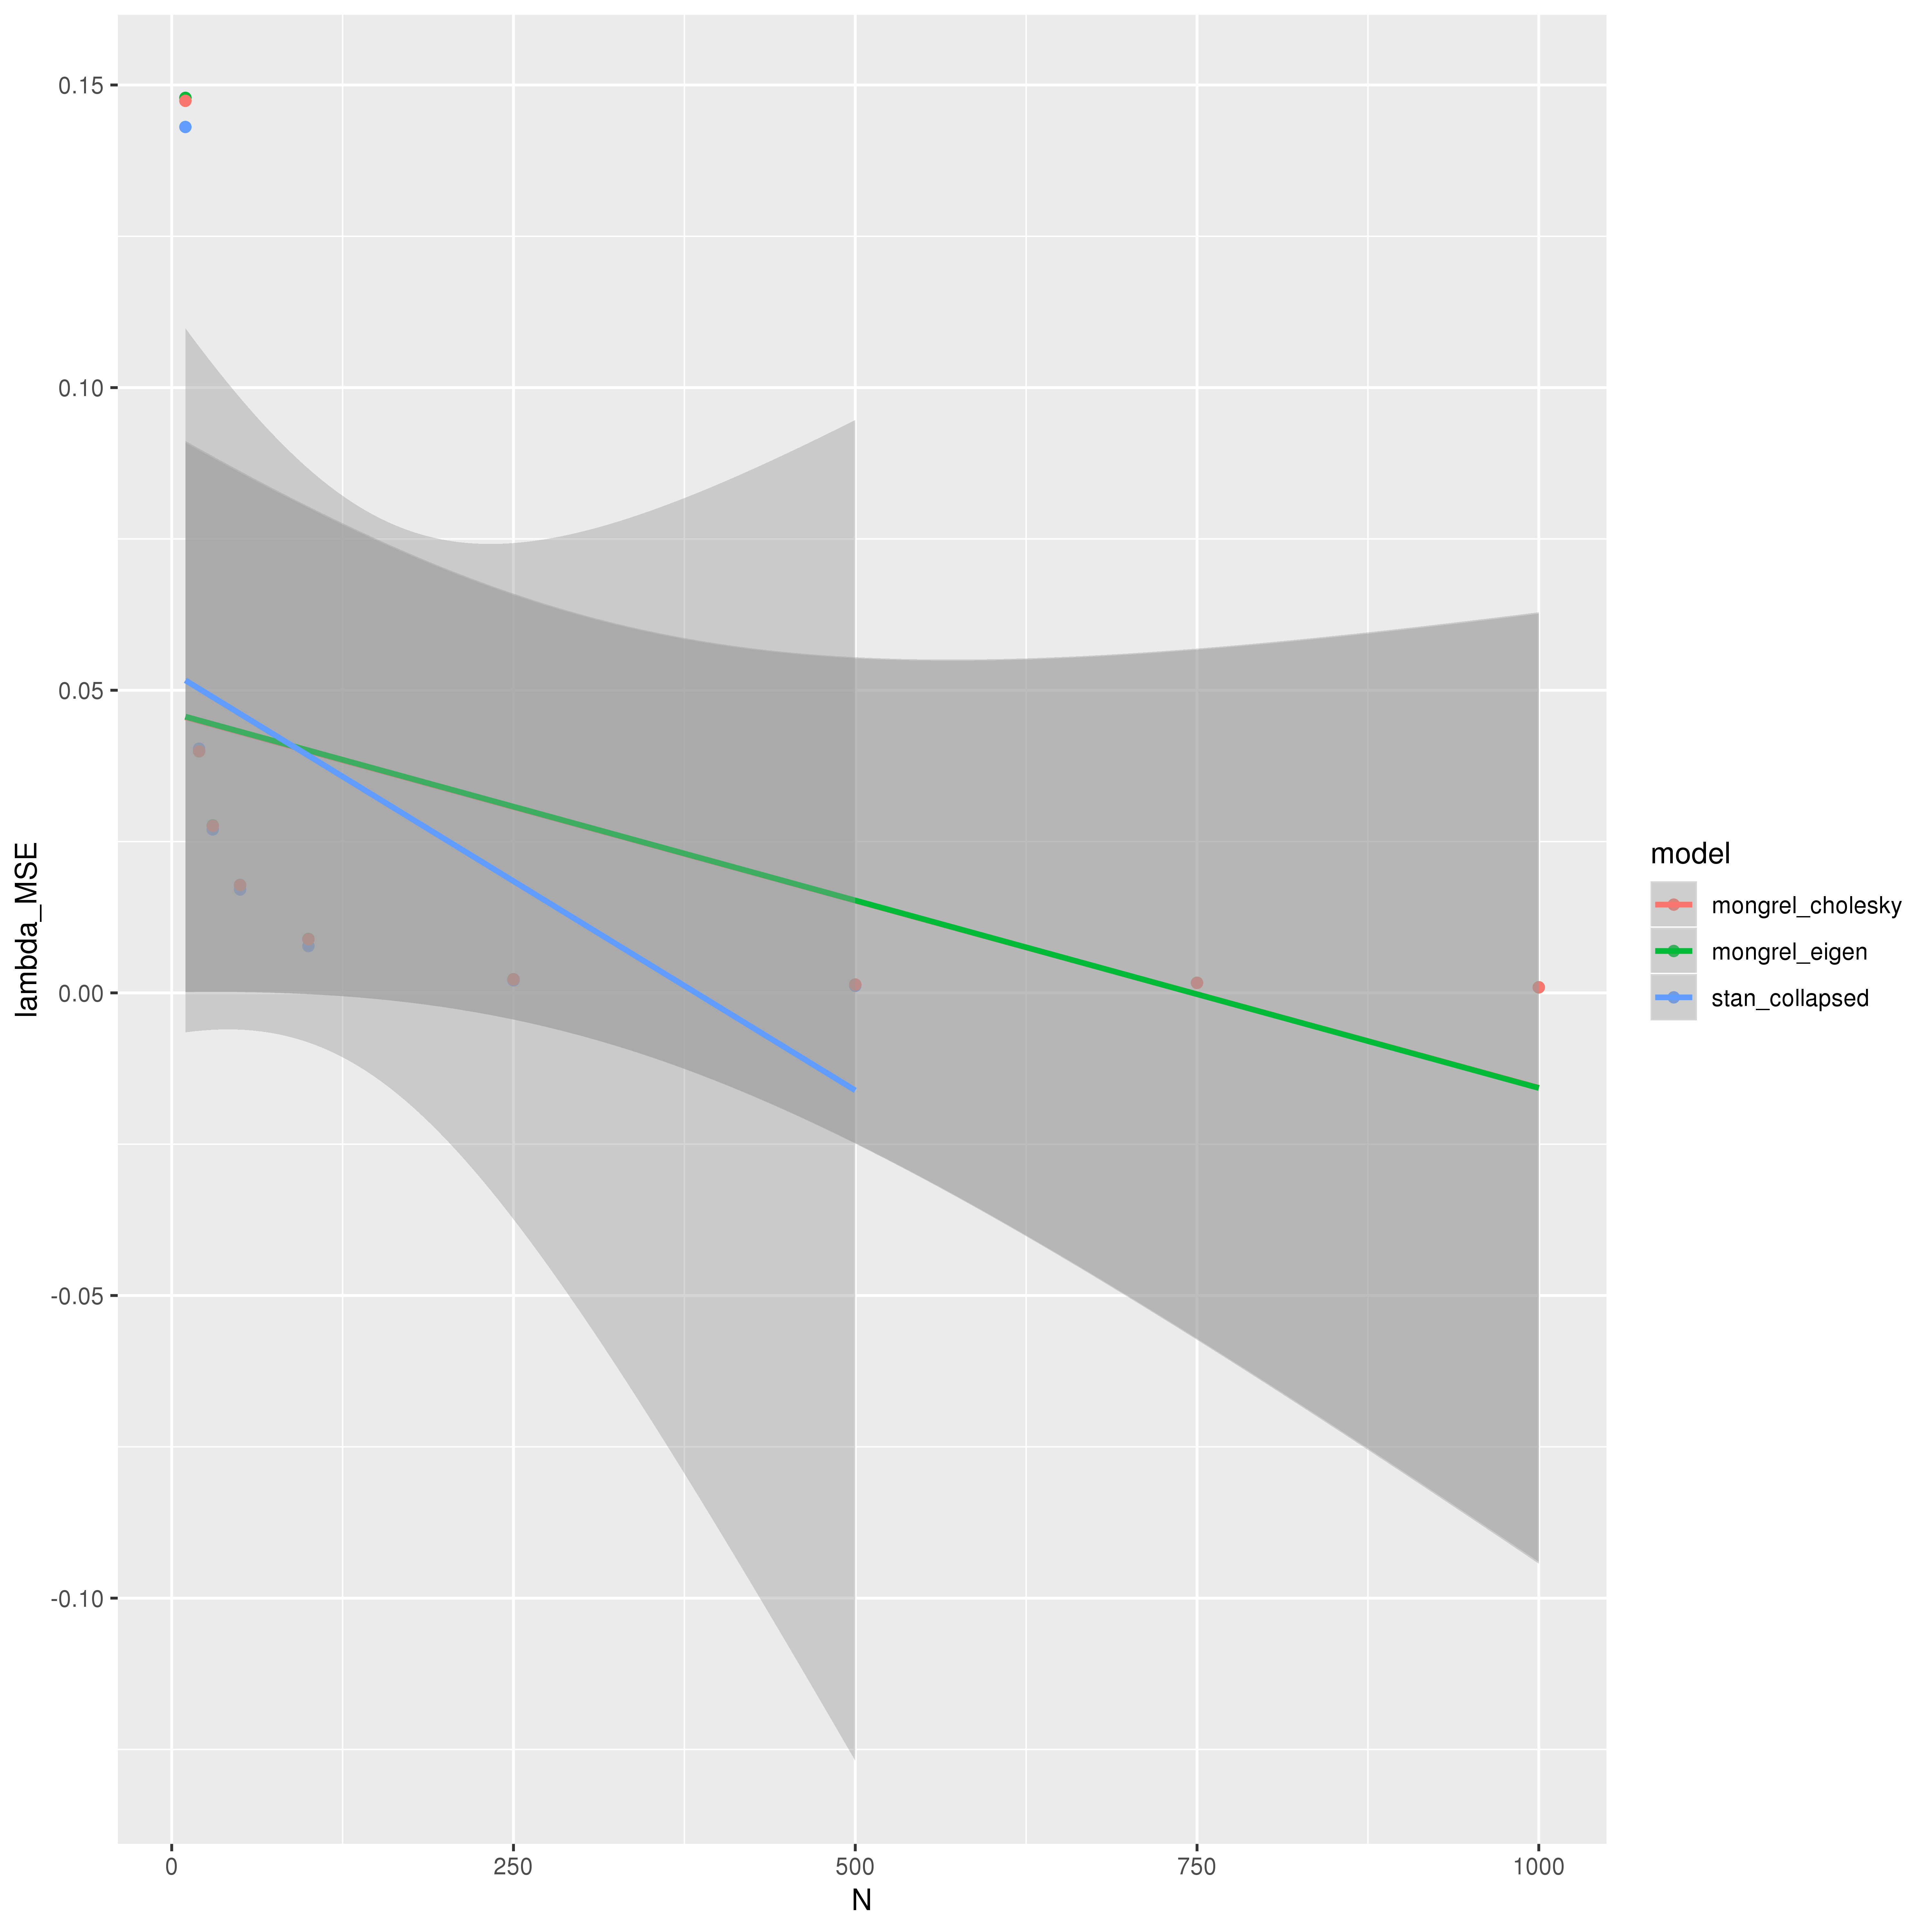 0.15
0.10
0.05
0.00
-0.05
-0.10
lambda_MSE
0
250
500
750
1000
N
model
mongrel_cholesky
mongrel_eigen
stan_collapsed